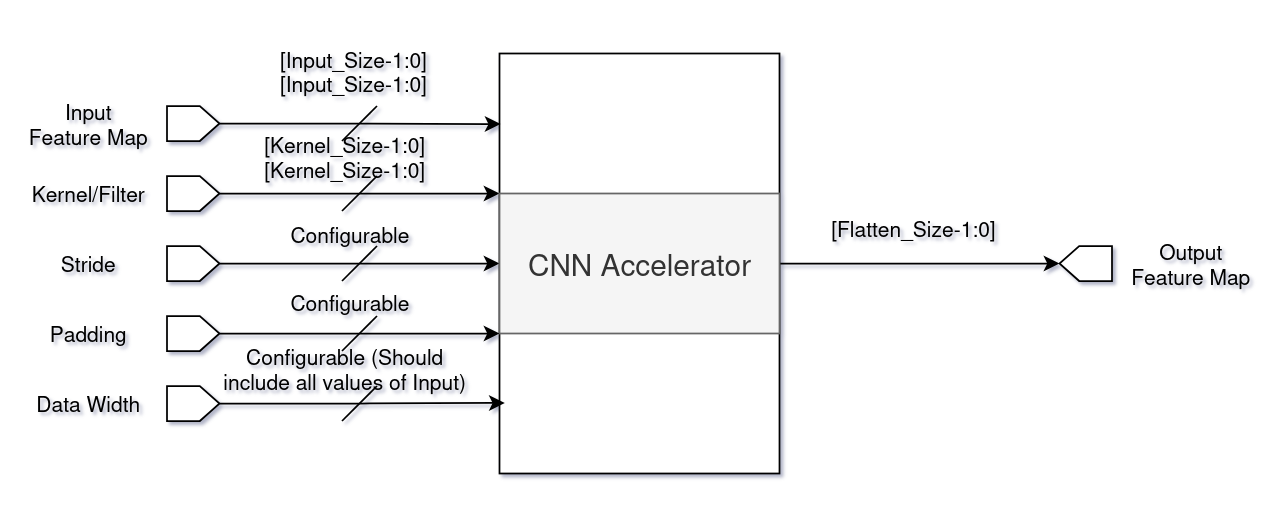 [Input_Size-1:0]
[Input_Size-1:0]
Input
Feature Map
[Kernel_Size-1:0]
[Kernel_Size-1:0]
Kernel/Filter
Configurable
Stride
Configurable
Padding
Configurable (Should
include all values of Input)
Data Width
CNN Accelerator
[Flatten_Size-1:0]
Output
Feature Map